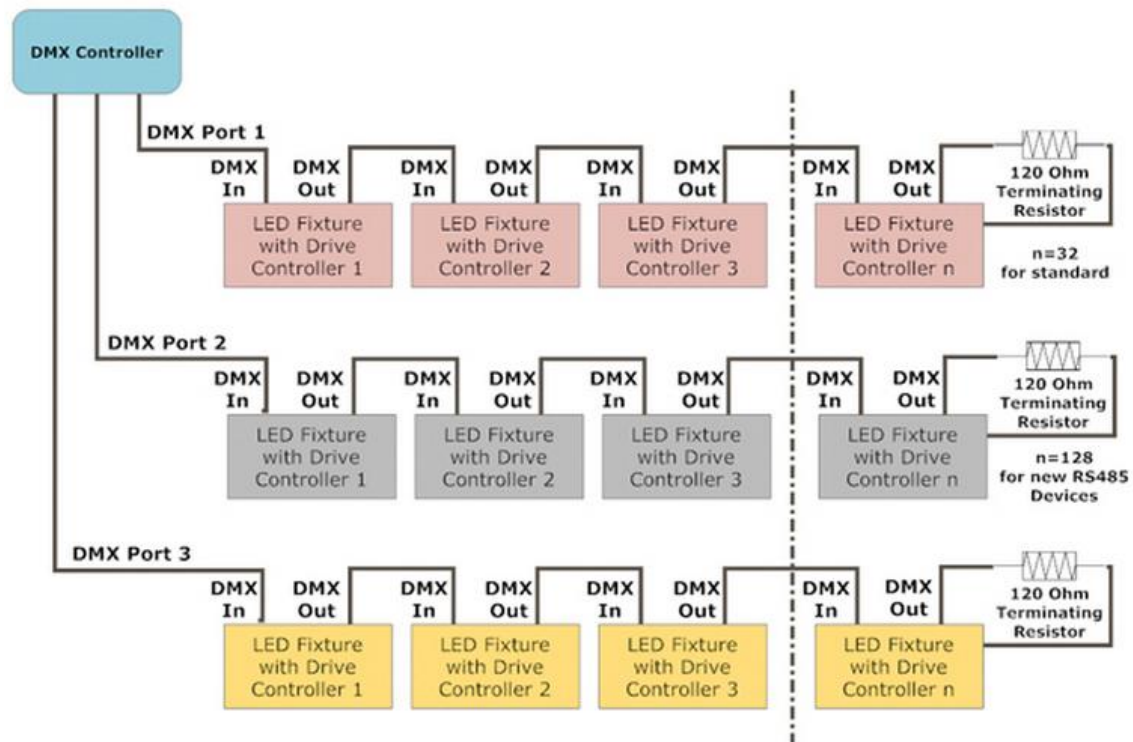 DMX Controller
DMX Port 1
DMX
In
DMX
Out
DMX
In
DMX
Out
DMX
In
DMX
Out
DMX
In
DMX
Out
120 Ohm
Terminating
Resistor
LED Fixture
with Drive
Controller 1
LED Fixture
with Drive
Controller 2
LED Fixture
with Drive
Controller 3
LED Fixture
with Drive
Controller n
n=32
for standard
DMX Port 2
DMX
In
DMX
Out
DMX
In
DMX
Out
DMX
In
DMX
Out
DMX
In
DMX
Out
120 Ohm
Terminating
Resistor
LED Fixture
with Drive
Controller 1
LED Fixture
with Drive
Controller 2
LED Fixture
with Drive
Controller 3
LED Fixture
with Drive
Controller n
n=128
for new RS485
Devices
DMX Port 3
DMX
In
DMX
Out
DMX
In
DMX
Out
DMX
In
DMX
Out
DMX
In
DMX
Out
120 Ohm
Terminating
Resistor
LED Fixture
with Drive
Controller 1
LED Fixture
with Drive
Controller 2
LED Fixture
with Drive
Controller 3
LED Fixture
with Drive
Controller n